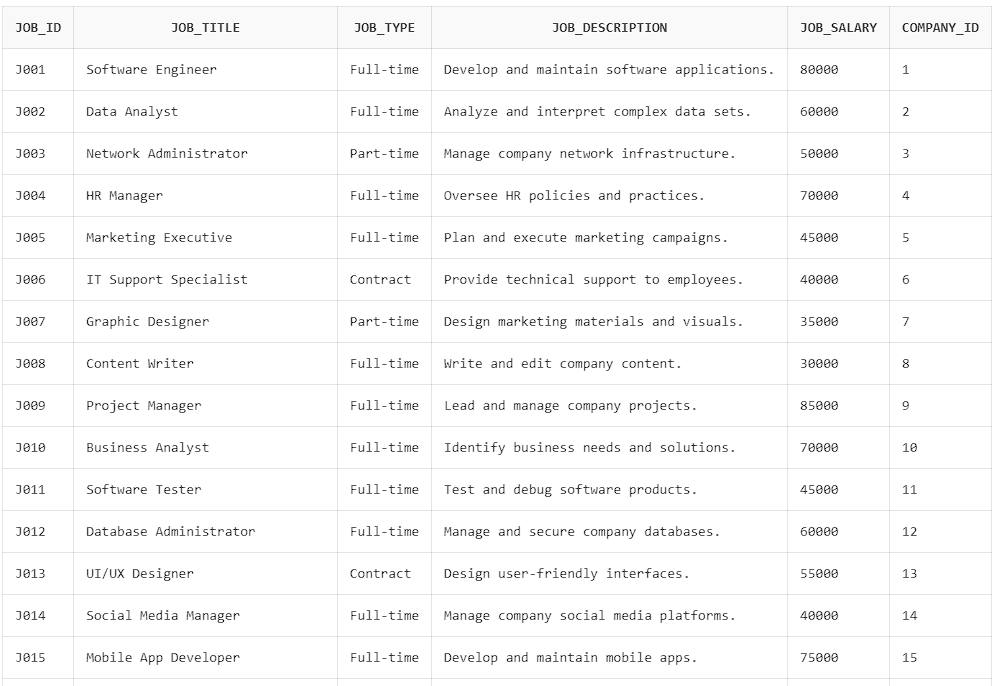 JOB_ID JOB_TITLE JOB_TYPE JOB_DESCRIPTION JOB_SALARY COMPANY_ID
J001 Software Engineer Full-time Develop and maintain software applications. 80000 1
J002 Data Analyst Full-time Analyze and interpret complex data sets. 60000 2
J003 Network Administrator Part-time Manage company network infrastructure. 50000 3
J004 HR Manager Full-time Oversee HR policies and practices. 70000 4
J005 Marketing Executive Full-time Plan and execute marketing campaigns. 45000 5
J006 IT Support Specialist Contract Provide technical support to employees. 40000 6
J007 Graphic Designer Part-time Design marketing materials and visuals. 35000 7
J008 Content Writer Full-time Write and edit company content. 30000 8
J009 Project Manager Full-time Lead and manage company projects. 85000 9
J010 Business Analyst Full-time Identify business needs and solutions. 70000 10
J011 Software Tester Full-time Test and debug software products. 45000 11
J012 Database Administrator Full-time Manage and secure company databases. 60000 12
J013 UI/UX Designer Contract Design user-friendly interfaces. 55000 13
J014 Social Media Manager Full-time Manage company social media platforms. 40000 14
J015 Mobile App Developer Full-time Develop and maintain mobile apps. 75000 15